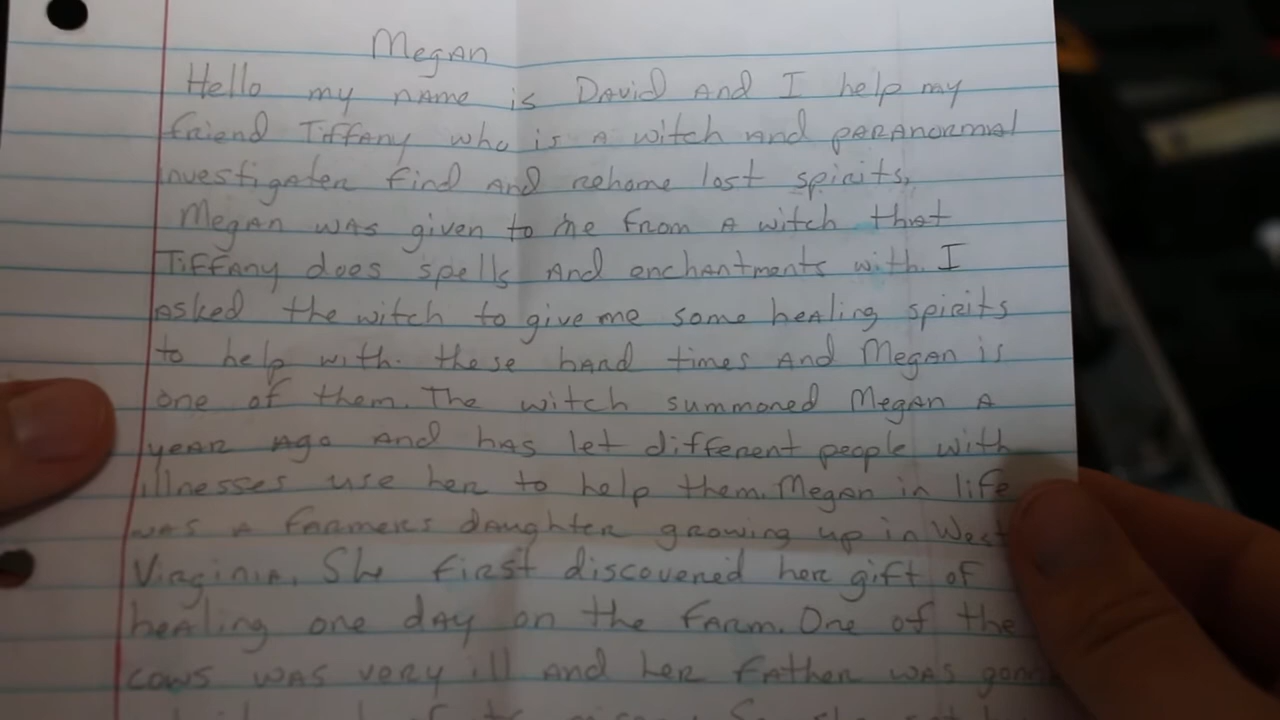 Megan
Hello my name is David and I help my
friend Tiffany who is a witch and paranormal
investigater find and rehome lost spirits,
Megan was given to me from a witch that
Tiffany does spells and enchantments with. I
asked the witch to give me some healing spirits
to help with these hard times and Megan is
one of them. The witch summoned Megan a
year ago and has let different people with
illnesses use her to help them. Megan in life
was a farmers daughter growing up in West
Virginia. She first discovered her gift of
healing one day on the farm. One of the
cows was very ill and her father was